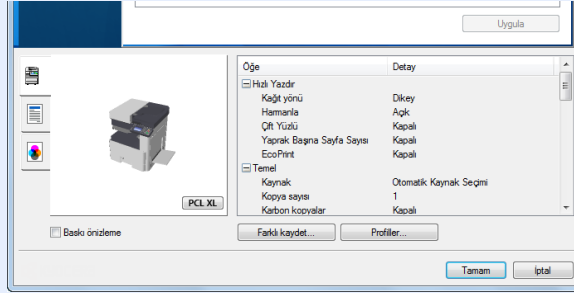 Uygula
Öğe Detay
Hızlı Yazdır
Kağıt yönü Dikey
Harmanla Açık
Çift Yüzlü Kapalı
Yaprak Başına Sayfa Sayısı Kapalı
EcoPrint Kapalı
Temel
Kaynak Otomatik Kaynak Seçimi
Kopya sayısı 1
Karbon kopyalar Kapalı
PCL XL
Baskı önizleme Farklı kaydet... Profiller...
Tamam İptal